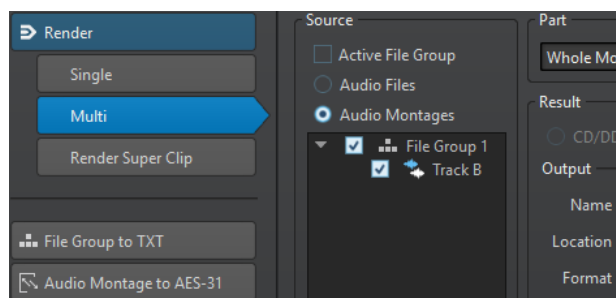 Render
Single
Multi
Render Super Clip
File Group to TXT
Audio Montage to AES-31
Source
Active File Group
Audio Files
Audio Montages
File Group 1
Track B
Part
Whole
Result
Output
Name
Location
Format